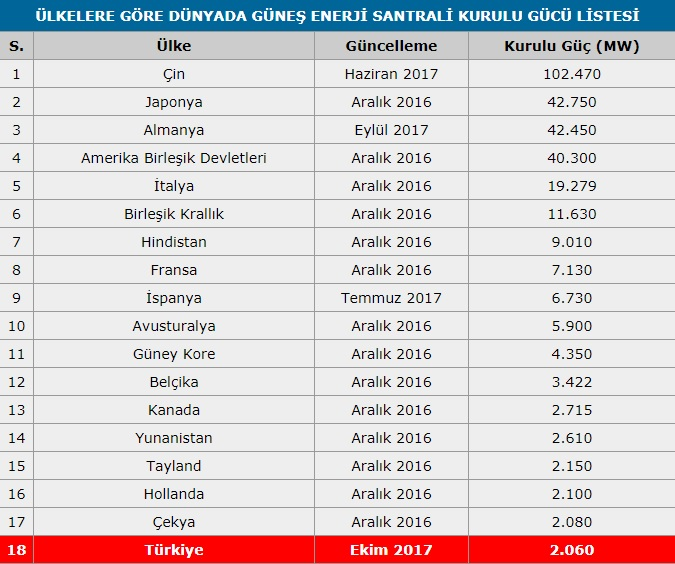 ÜLKELERE GÖRE DÜNYADA GÜNEŞ ENERJİ SANTRALİ KURULU GÜCÜ LİSTESİ
S. Ülke Güncelleme Kurulu Güç (MW)
1 Çin Haziran 2017 102.470
2 Japonya Aralık 2016 42.750
3 Almanya Eylül 2017 42.450
4 Amerika Birleşik Devletleri Aralık 2016 40.300
5 İtalya Aralık 2016 19.279
6 Birleşik Krallık Aralık 2016 11.630
7 Hindistan Aralık 2016 9.010
8 Fransa Aralık 2016 7.130
9 İspanya Temmuz 2017 6.730
10 Avusturalya Aralık 2016 5.900
11 Güney Kore Aralık 2016 4.350
12 Belçika Aralık 2016 3.422
13 Kanada Aralık 2016 2.715
14 Yunanistan Aralık 2016 2.610
15 Tayland Aralık 2016 2.150
16 Hollanda Aralık 2016 2.100
17 Çekya Aralık 2016 2.080
18 Türkiye Ekim 2017 2.060